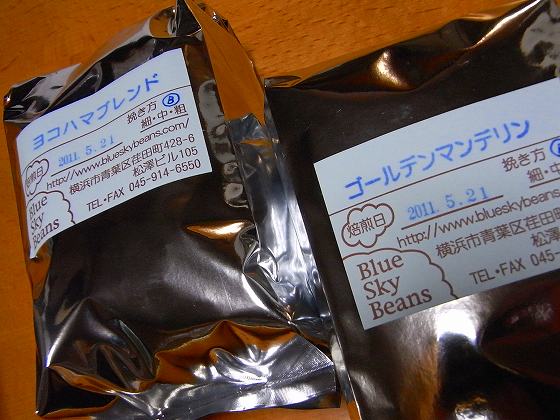 ヨコハマブレンド
挽き方 B
細・中・粗
焙煎日 2011.5.21
http://www.blueskybeans.com/
横浜市青葉区荏田町428-6
松澤ビル105
TEL・FAX 045-914-6550
Blue
Sky
Beans
ゴールデンマンデリン
挽き方
細・中
焙煎日 2011.5.21
http://www.blueskybea
横浜市青葉区荏田
松澤
TEL・FAX 045-
Blue
Sky
Beans